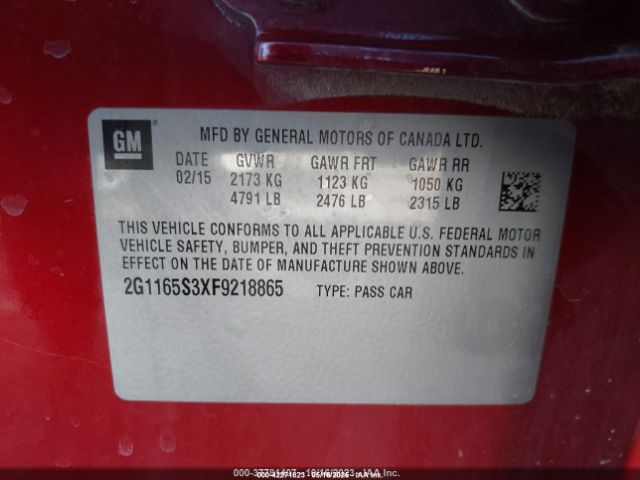 GM ®
MFD BY GENERAL MOTORS OF CANADA LTD.
DATE GVWR GAWR FRT GAWR RR
02/15 2173 KG 1123 KG 1050 KG
4791 LB 2476 LB 2315 LB
THIS VEHICLE CONFORMS TO ALL APPLICABLE U.S. FEDERAL MOTOR
VEHICLE SAFETY, BUMPER, AND THEFT PREVENTION STANDARDS IN
EFFECT ON THE DATE OF MANUFACTURE SHOWN ABOVE.
2G1165S3XF9218865 TYPE: PASS CAR
IAA
IAA